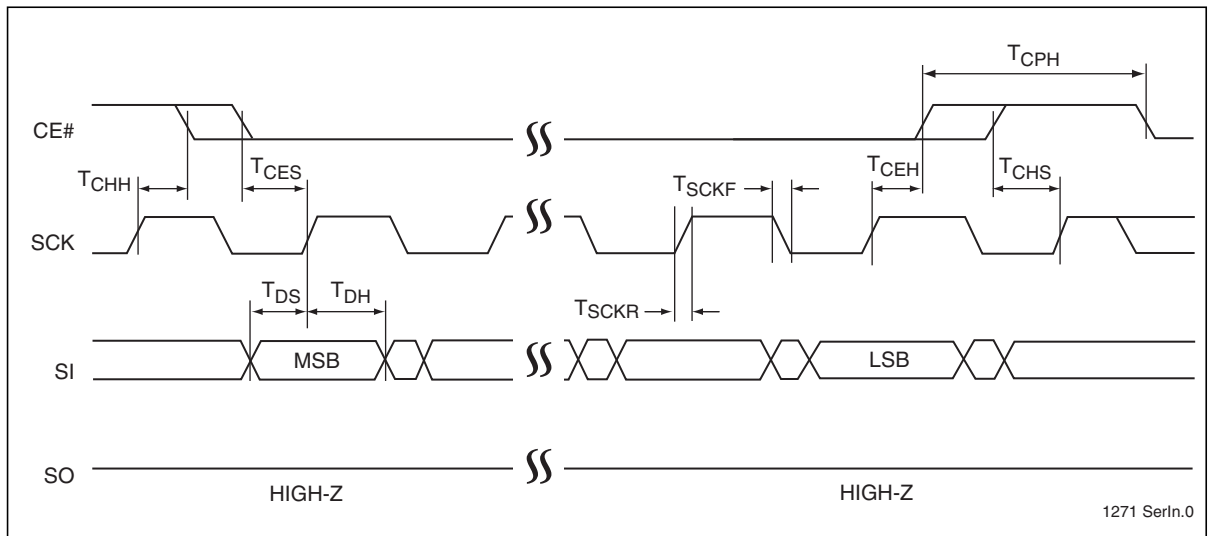 TCPH
CE#
TCHH
TCES
TSCKF
TCEH
TCHS
SCK
TDS
TDH
TSCKR
SI
MSB
LSB
SO
HIGH-Z
HIGH-Z
1271 SerIn.0